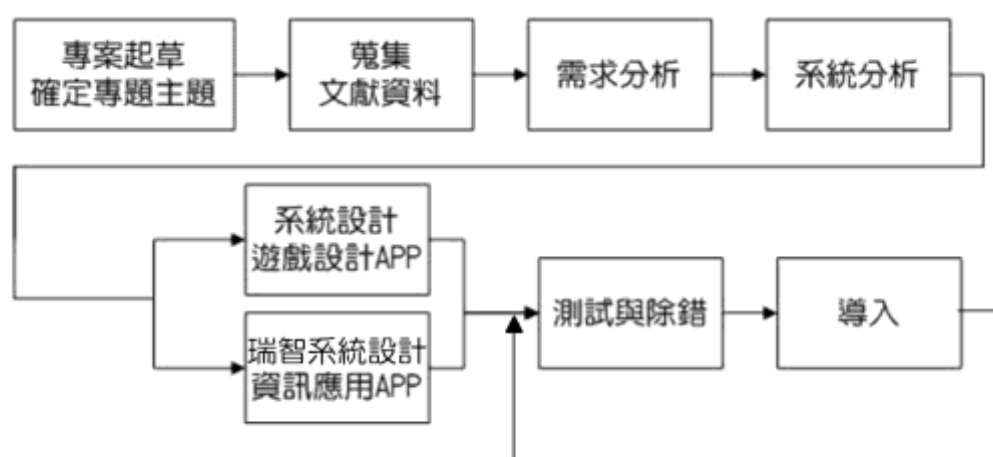 專案起草
確定專題主題
蒐集
文獻資料
需求分析
系統分析
系統設計
遊戲設計APP
瑞智系統設計
資訊應用APP
測試與除錯
導入